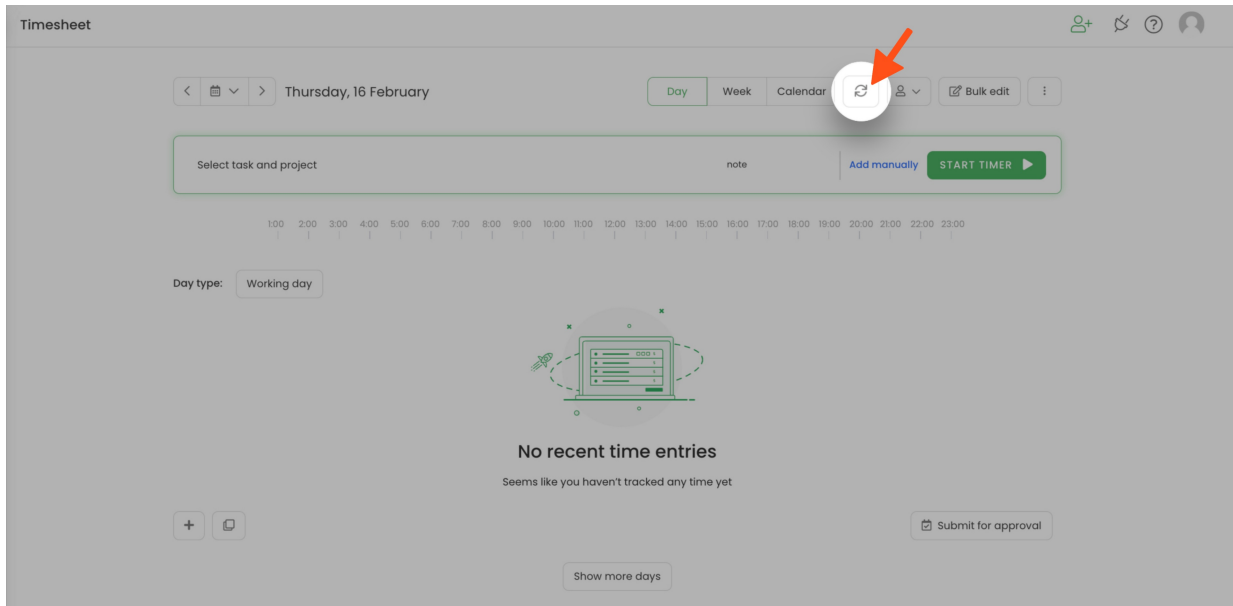 Timesheet
Thursday, 16 February
Day Week Calendar Bulk edit
Select task and project note Add manually START TIMER
1:00 2:00 3:00 4:00 5:00 6:00 7:00 8:00 9:00 10:00 11:00 12:00 13:00 14:00 15:00 16:00 17:00 18:00 19:00 20:00 21:00 22:00 23:00
Day type: Working day
No recent time entries
Seems like you haven't tracked any time yet
Submit for approval
Show more days